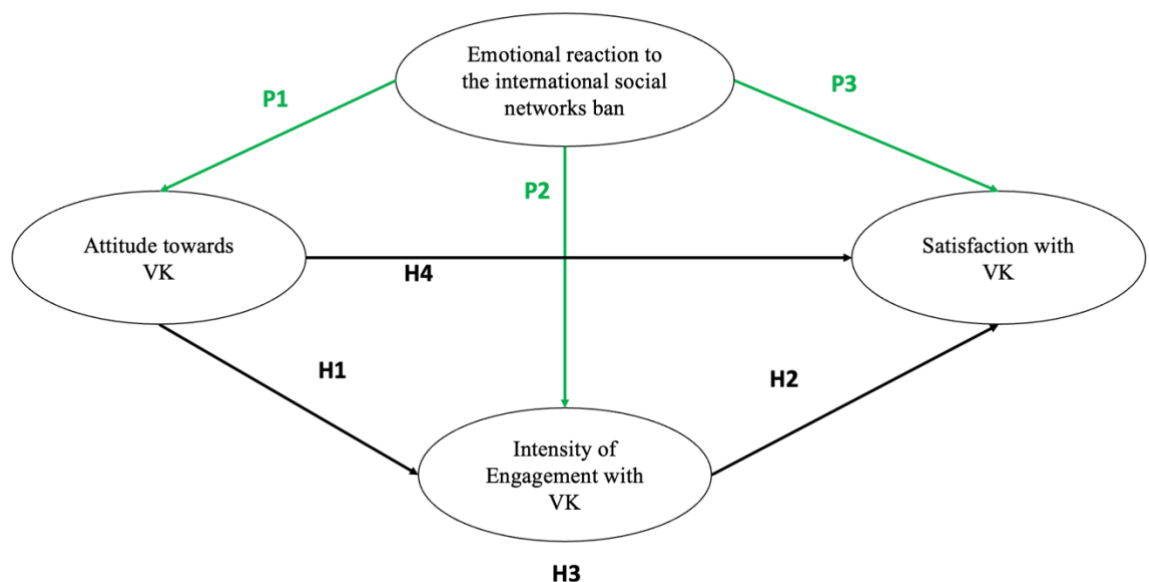 Emotional reaction to
the international social
networks ban
P1
P3
P2
Attitude towards
VK
Satisfaction with
VK
H4
H1
H2
Intensity of
Engagement with
VK
H3